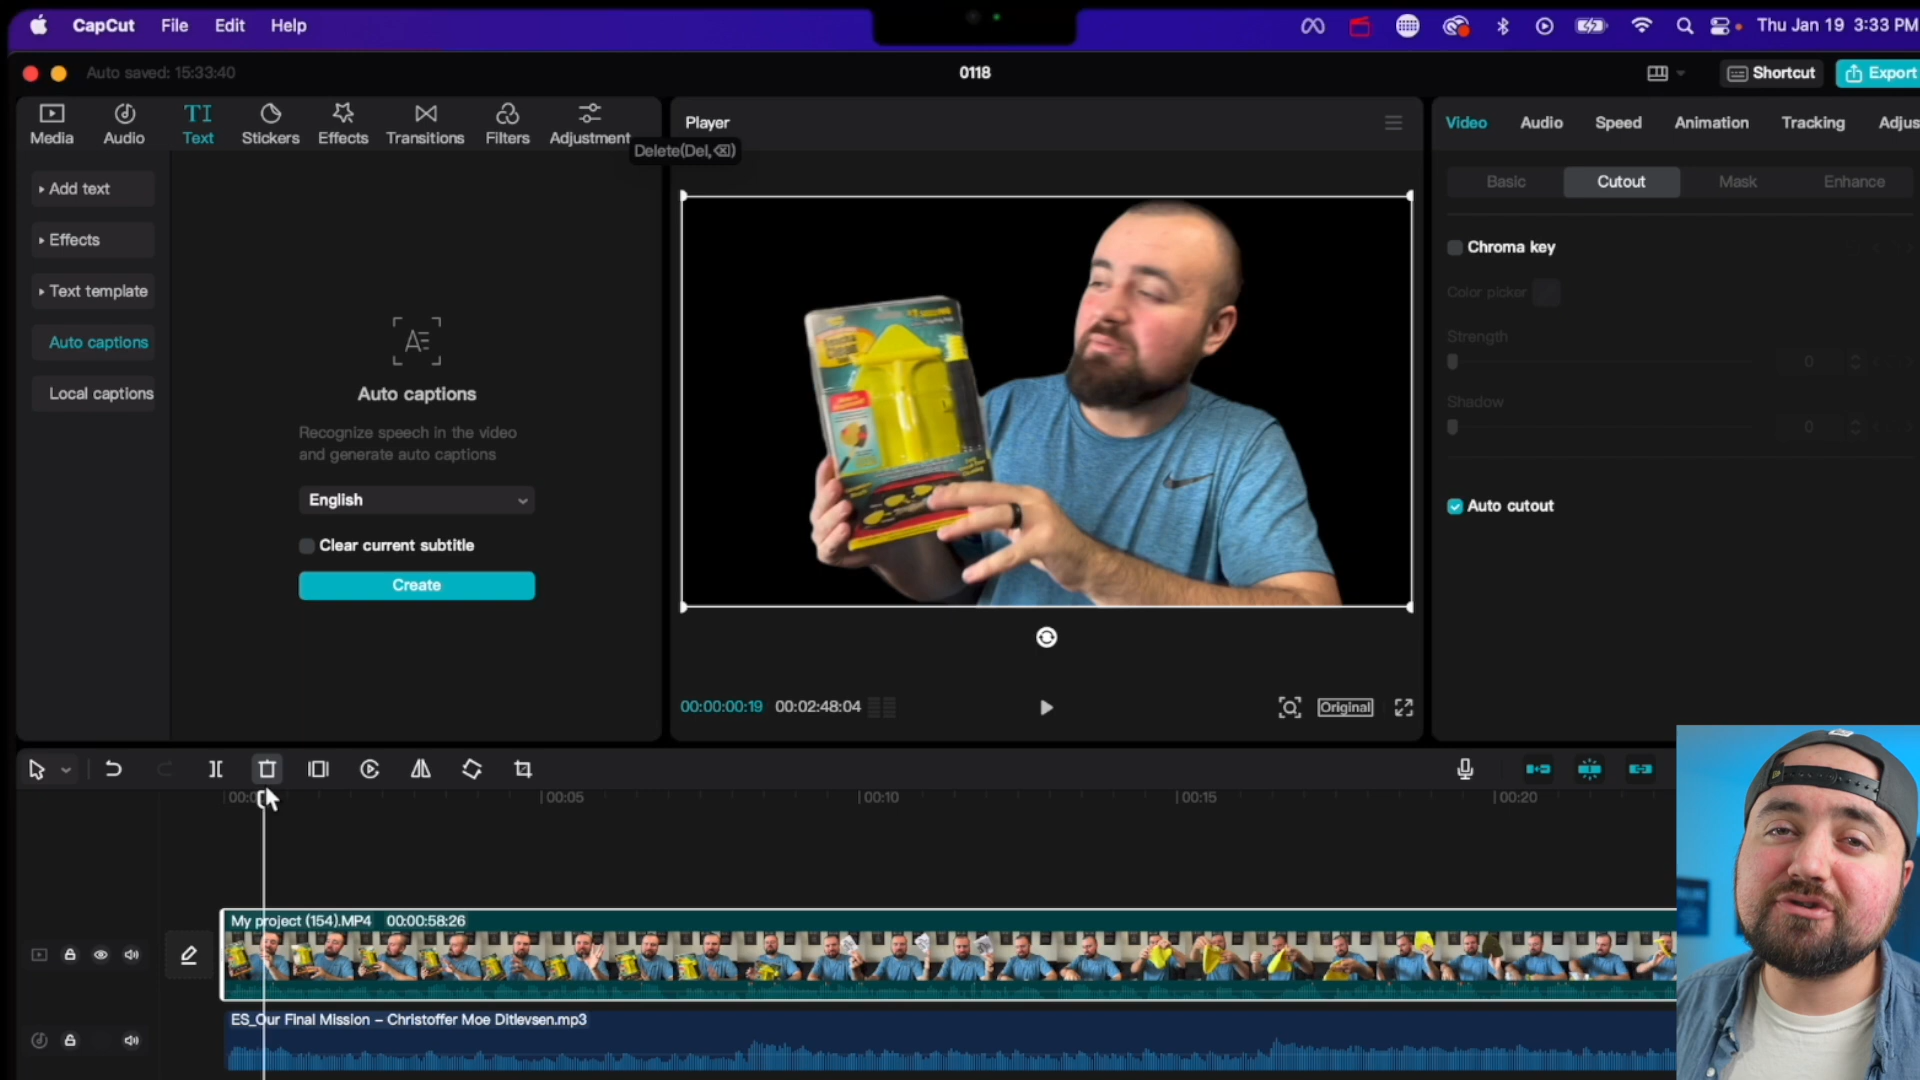 CapCut File Edit Help
Thu Jan 19 3:33 PM
Auto saved: 15:33:40
0118
Shortcut
Export
Media
Audio
TI
Text
Stickers
Effects
Transitions
Filters
Adjustment
Delete(Del,⌫)
Add text
Effects
Text template
Auto captions
Local captions
A
Auto captions
Recognize speech in the video
and generate auto captions
English
Clear current subtitle
Create
Player
00:00:00:19 00:02:48:04
Original
Video Audio Speed Animation Tracking Adjus
Basic Cutout Mask Enhance
Chroma key
Color picker
Strength
0
Shadow
0
Auto cutout
00:05 00:10 00:15 00:20
My project (154).MP4 00:00:58:26
ES_Our Final Mission – Christoffer Moe Ditlevsen.mp3